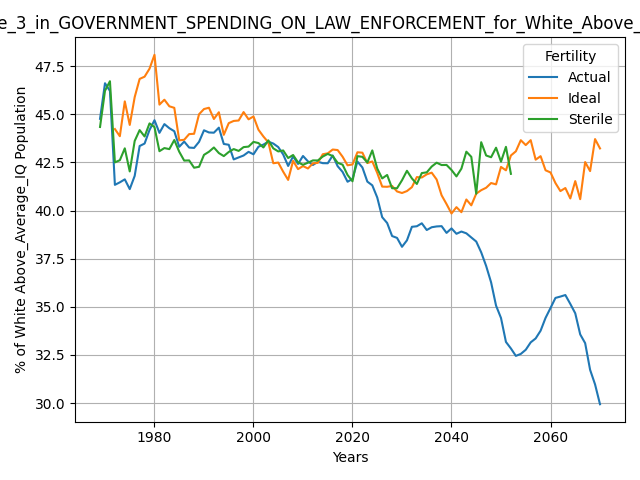 e_3_in_GOVERNMENT_SPENDING_ON_LAW_ENFORCEMENT_for_White_Above_
Fertility
Actual
Ideal
Sterile
% of White Above_Average_IQ Population
47.5
45.0
42.5
40.0
37.5
35.0
32.5
30.0
1980
2000
2020
2040
2060
Years